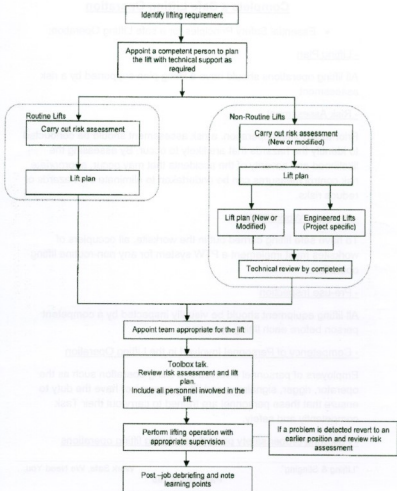 Identify lifting requirement
Appoint a competent person to plan
the lift with technical support as
required
Routine Lifts
Carry out risk assessment
Lift plan
Non-Routine Lifts
Carry out risk assessment
(New or modified)
Lift plan
Lift plan (New or
Modified)
Engineered Lifts
(Project specific)
Technical review by competent
Appoint team appropriate for the lift
Toolbox talk.
Review risk assessment and lift
plan.
Include all personnel involved in the
lift.
Perform lifting operation with
appropriate supervision
If a problem is detected revert to an
earlier position and review risk
assessment
Post –job debriefing and note
learning points